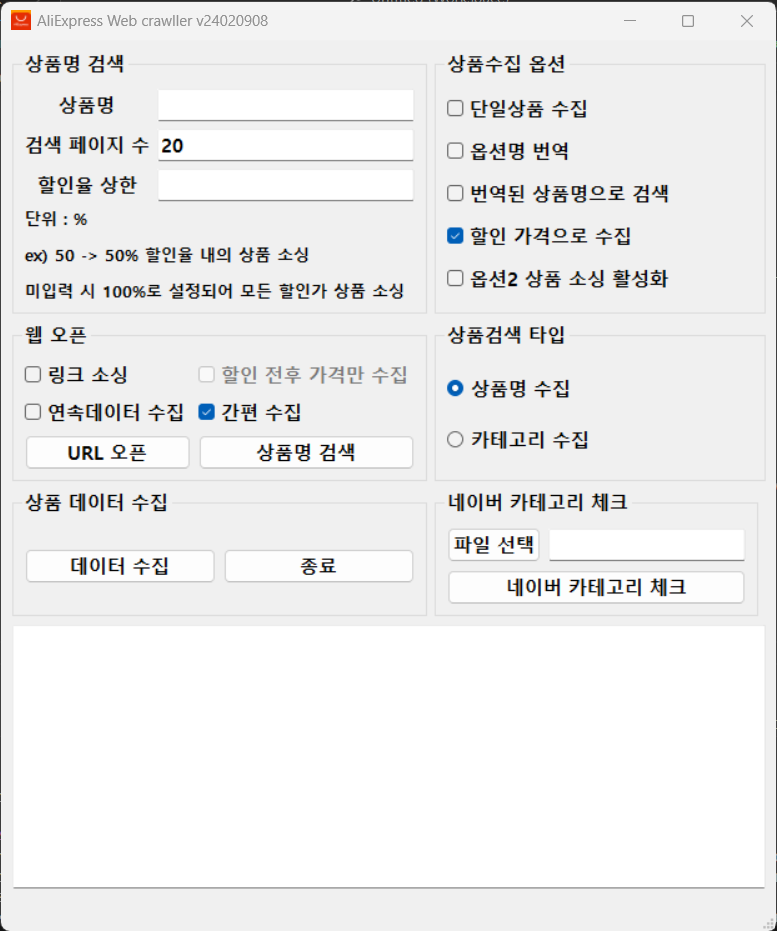 AliExpress Web crawller v24020908
상품명 검색
상품명
검색 페이지 수 20
할인율 상한
단위 : %
ex) 50 -> 50% 할인율 내의 상품 소싱
미입력 시 100%로 설정되어 모든 할인가 상품 소싱
상품수집 옵션
단일상품 수집
옵션명 번역
번역된 상품명으로 검색
할인 가격으로 수집
옵션2 상품 소싱 활성화
웹 오픈
링크 소싱 할인 전후 가격만 수집
연속데이터 수집 간편 수집
URL 오픈 상품명 검색
상품검색 타입
상품명 수집
카테고리 수집
상품 데이터 수집
데이터 수집 종료
네이버 카테고리 체크
파일 선택
네이버 카테고리 체크